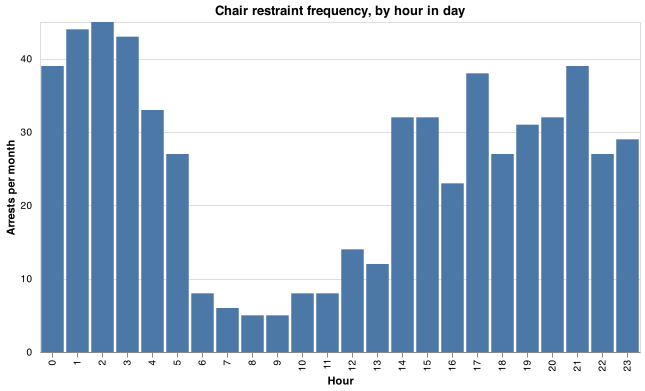 Chair restraint frequency, by hour in day
Arrests per month
40
30
20
10
0
0 1 2 3 4 5 6 7 8 9 10 11 12 13 14 15 16 17 18 19 20 21 22 23
Hour